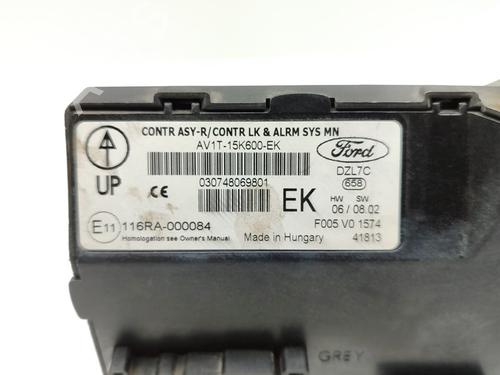 CONTR ASY-R/CONTR LK & ALRM SYS MN
AV1T-15K600-EK
Ford
DZL7C
658
UP
CE
030748069801
EK
HW SW
06 / 08.02
E11 116RA-000084
F005 V0 1574
Homologation see Owner's Manual
Made in Hungary
41813
GREY